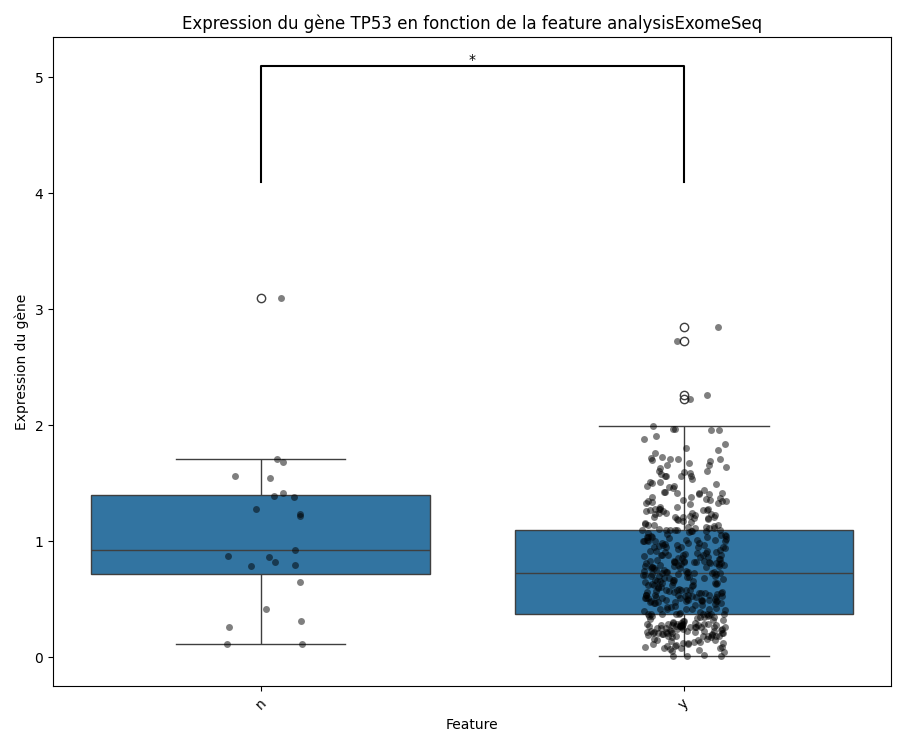 Expression du gène TP53 en fonction de la feature analysisExomeSeq
*
5
4
3
2
1
0
Expression du gène
n
y
Feature